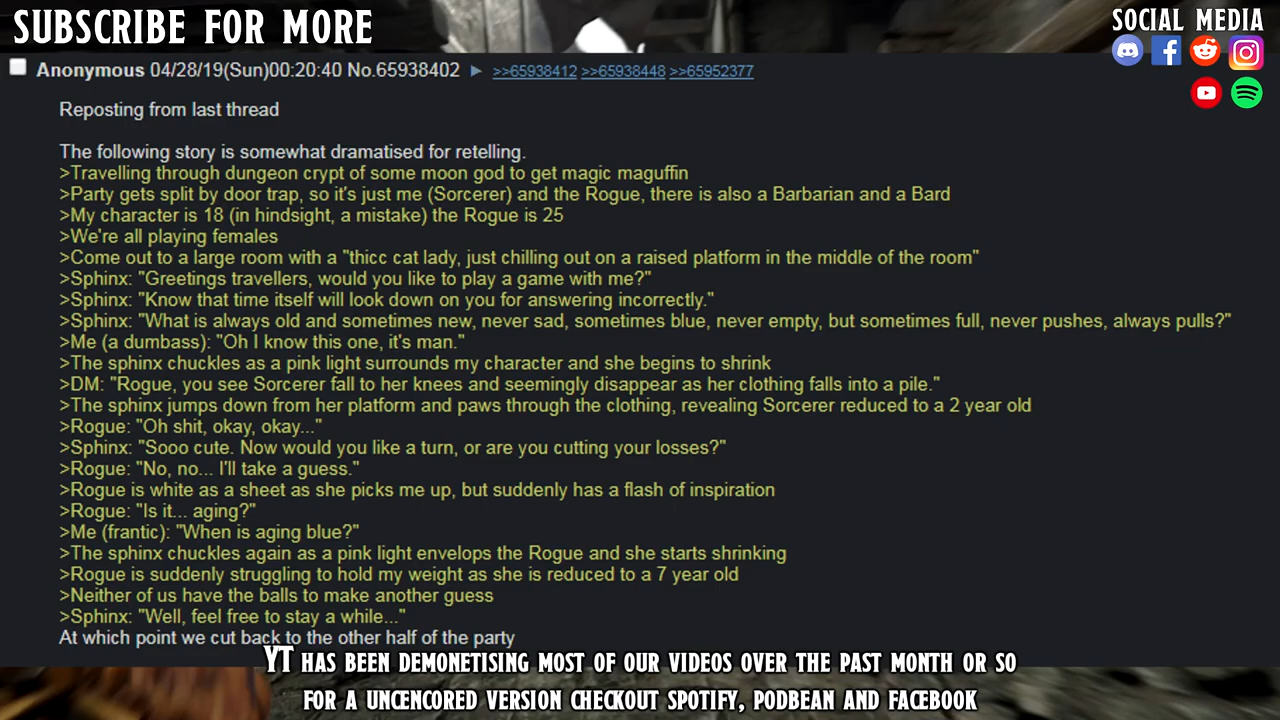 SUBSCRIBE FOR MORE
SOCIAL MEDIA
Anonymous 04/28/19(Sun)00:20:40 No.65938402 ▶ >>65938412 >>65938448 >>65952377
Reposting from last thread
The following story is somewhat dramatised for retelling.
>Travelling through dungeon crypt of some moon god to get magic maguffin
>Party gets split by door trap, so it's just me (Sorcerer) and the Rogue, there is also a Barbarian and a Bard
>My character is 18 (in hindsight, a mistake) the Rogue is 25
>We're all playing females
>Come out to a large room with a "thicc cat lady, just chilling out on a raised platform in the middle of the room"
>Sphinx: "Greetings travellers, would you like to play a game with me?"
>Sphinx: "Know that time itself will look down on you for answering incorrectly."
>Sphinx: "What is always old and sometimes new, never sad, sometimes blue, never empty, but sometimes full, never pushes, always pulls?"
>Me (a dumbass): "Oh I know this one, it's man."
>The sphinx chuckles as a pink light surrounds my character and she begins to shrink
>DM: "Rogue, you see Sorcerer fall to her knees and seemingly disappear as her clothing falls into a pile."
>The sphinx jumps down from her platform and paws through the clothing, revealing Sorcerer reduced to a 2 year old
>Rogue: "Oh shit, okay, okay..."
>Sphinx: "Sooo cute. Now would you like a turn, or are you cutting your losses?"
>Rogue: "No, no... I'll take a guess."
>Rogue is white as a sheet as she picks me up, but suddenly has a flash of inspiration
>Rogue: "Is it... aging?"
>Me (frantic): "When is aging blue?"
>The sphinx chuckles again as a pink light envelops the Rogue and she starts shrinking
>Rogue is suddenly struggling to hold my weight as she is reduced to a 7 year old
>Neither of us have the balls to make another guess
>Sphinx: "Well, feel free to stay a while..."
At which point we cut back to the other half of the party
YT HAS BEEN DEMONETISING MOST OF OUR VIDEOS OVER THE PAST MONTH OR SO
FOR A UNCENCORED VERSION CHECKOUT SPOTIFY, PODBEAN AND FACEBOOK